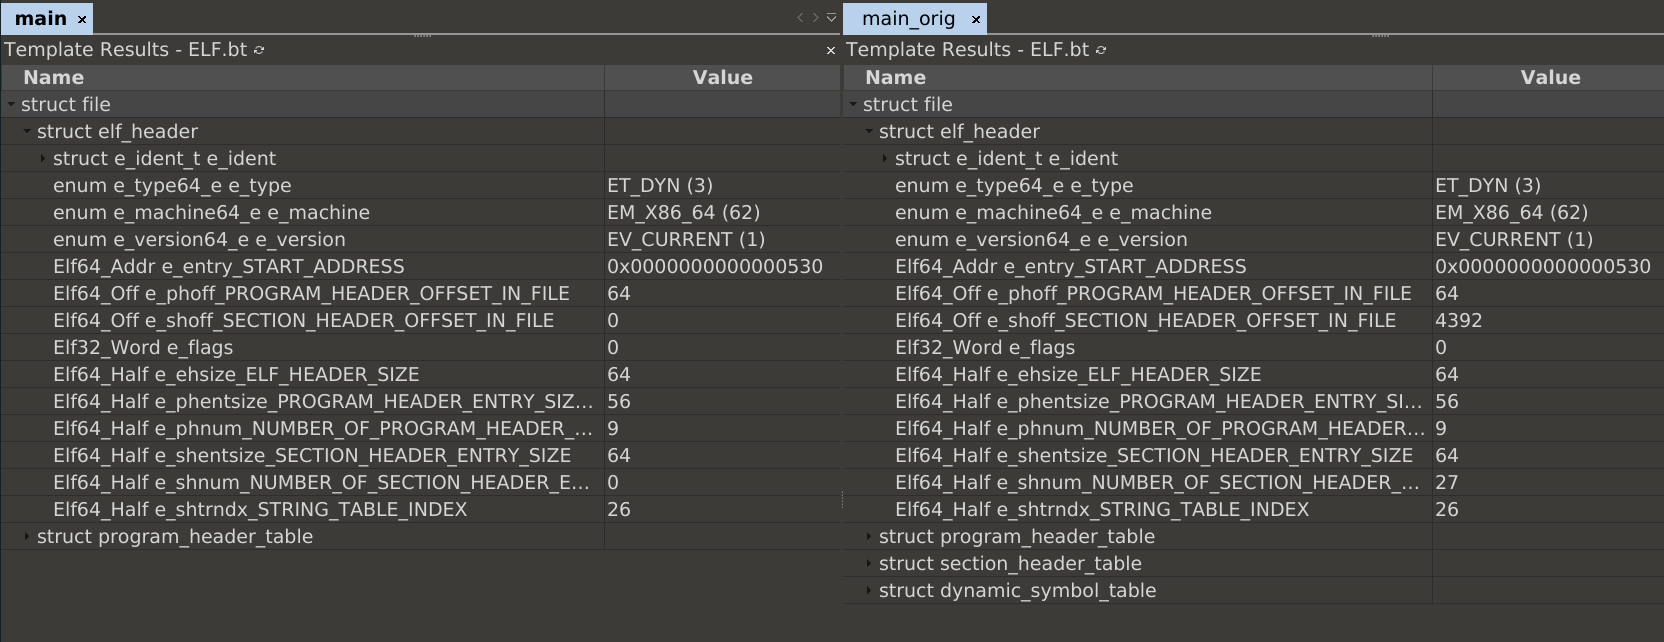 main ×
Template Results - ELF.bt
Name Value
struct file
struct elf_header
struct e_ident_t e_ident
enum e_type64_e e_type ET_DYN (3)
enum e_machine64_e e_machine EM_X86_64 (62)
enum e_version64_e e_version EV_CURRENT (1)
Elf64_Addr e_entry_START_ADDRESS 0x0000000000000530
Elf64_Off e_phoff_PROGRAM_HEADER_OFFSET_IN_FILE 64
Elf64_Off e_shoff_SECTION_HEADER_OFFSET_IN_FILE 0
Elf32_Word e_flags 0
Elf64_Half e_ehsize_ELF_HEADER_SIZE 64
Elf64_Half e_phentsize_PROGRAM_HEADER_ENTRY_SIZ... 56
Elf64_Half e_phnum_NUMBER_OF_PROGRAM_HEADER_... 9
Elf64_Half e_shentsize_SECTION_HEADER_ENTRY_SIZE 64
Elf64_Half e_shnum_NUMBER_OF_SECTION_HEADER_E... 0
Elf64_Half e_shtrndx_STRING_TABLE_INDEX 26
struct program_header_table
main_orig ×
Template Results - ELF.bt
Name Value
struct file
struct elf_header
struct e_ident_t e_ident
enum e_type64_e e_type ET_DYN (3)
enum e_machine64_e e_machine EM_X86_64 (62)
enum e_version64_e e_version EV_CURRENT (1)
Elf64_Addr e_entry_START_ADDRESS 0x0000000000000530
Elf64_Off e_phoff_PROGRAM_HEADER_OFFSET_IN_FILE 64
Elf64_Off e_shoff_SECTION_HEADER_OFFSET_IN_FILE 4392
Elf32_Word e_flags 0
Elf64_Half e_ehsize_ELF_HEADER_SIZE 64
Elf64_Half e_phentsize_PROGRAM_HEADER_ENTRY_SI... 56
Elf64_Half e_phnum_NUMBER_OF_PROGRAM_HEADER... 9
Elf64_Half e_shentsize_SECTION_HEADER_ENTRY_SIZE 64
Elf64_Half e_shnum_NUMBER_OF_SECTION_HEADER_... 27
Elf64_Half e_shtrndx_STRING_TABLE_INDEX 26
struct program_header_table
struct section_header_table
struct dynamic_symbol_table